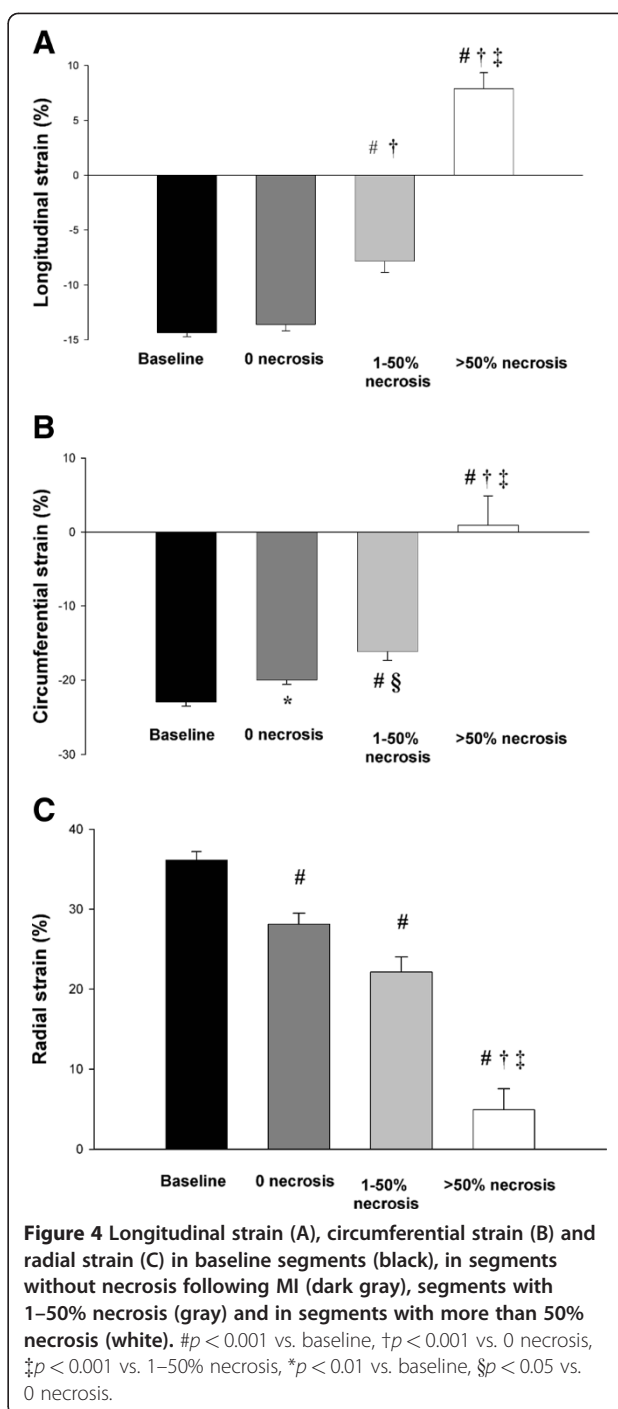 A
10
# † ‡
5
# †
0
-5
-10
-15
Longitudinal strain (%)
Baseline
0 necrosis
1-50% necrosis
>50% necrosis
B
10
# † ‡
0
-10
-20
*
# §
-30
Circumferential strain (%)
Baseline
0 necrosis
1-50% necrosis
>50% necrosis
C
40
#
30
#
20
# † ‡
10
0
Radial strain (%)
Baseline
0 necrosis
1-50% necrosis
>50% necrosis
Figure 4 Longitudinal strain (A), circumferential strain (B) and
radial strain (C) in baseline segments (black), in segments
without necrosis following MI (dark gray), segments with
1–50% necrosis (gray) and in segments with more than 50%
necrosis (white). #p < 0.001 vs. baseline, †p < 0.001 vs. 0 necrosis,
‡p < 0.001 vs. 1–50% necrosis, *p < 0.01 vs. baseline, §p < 0.05 vs.
0 necrosis.